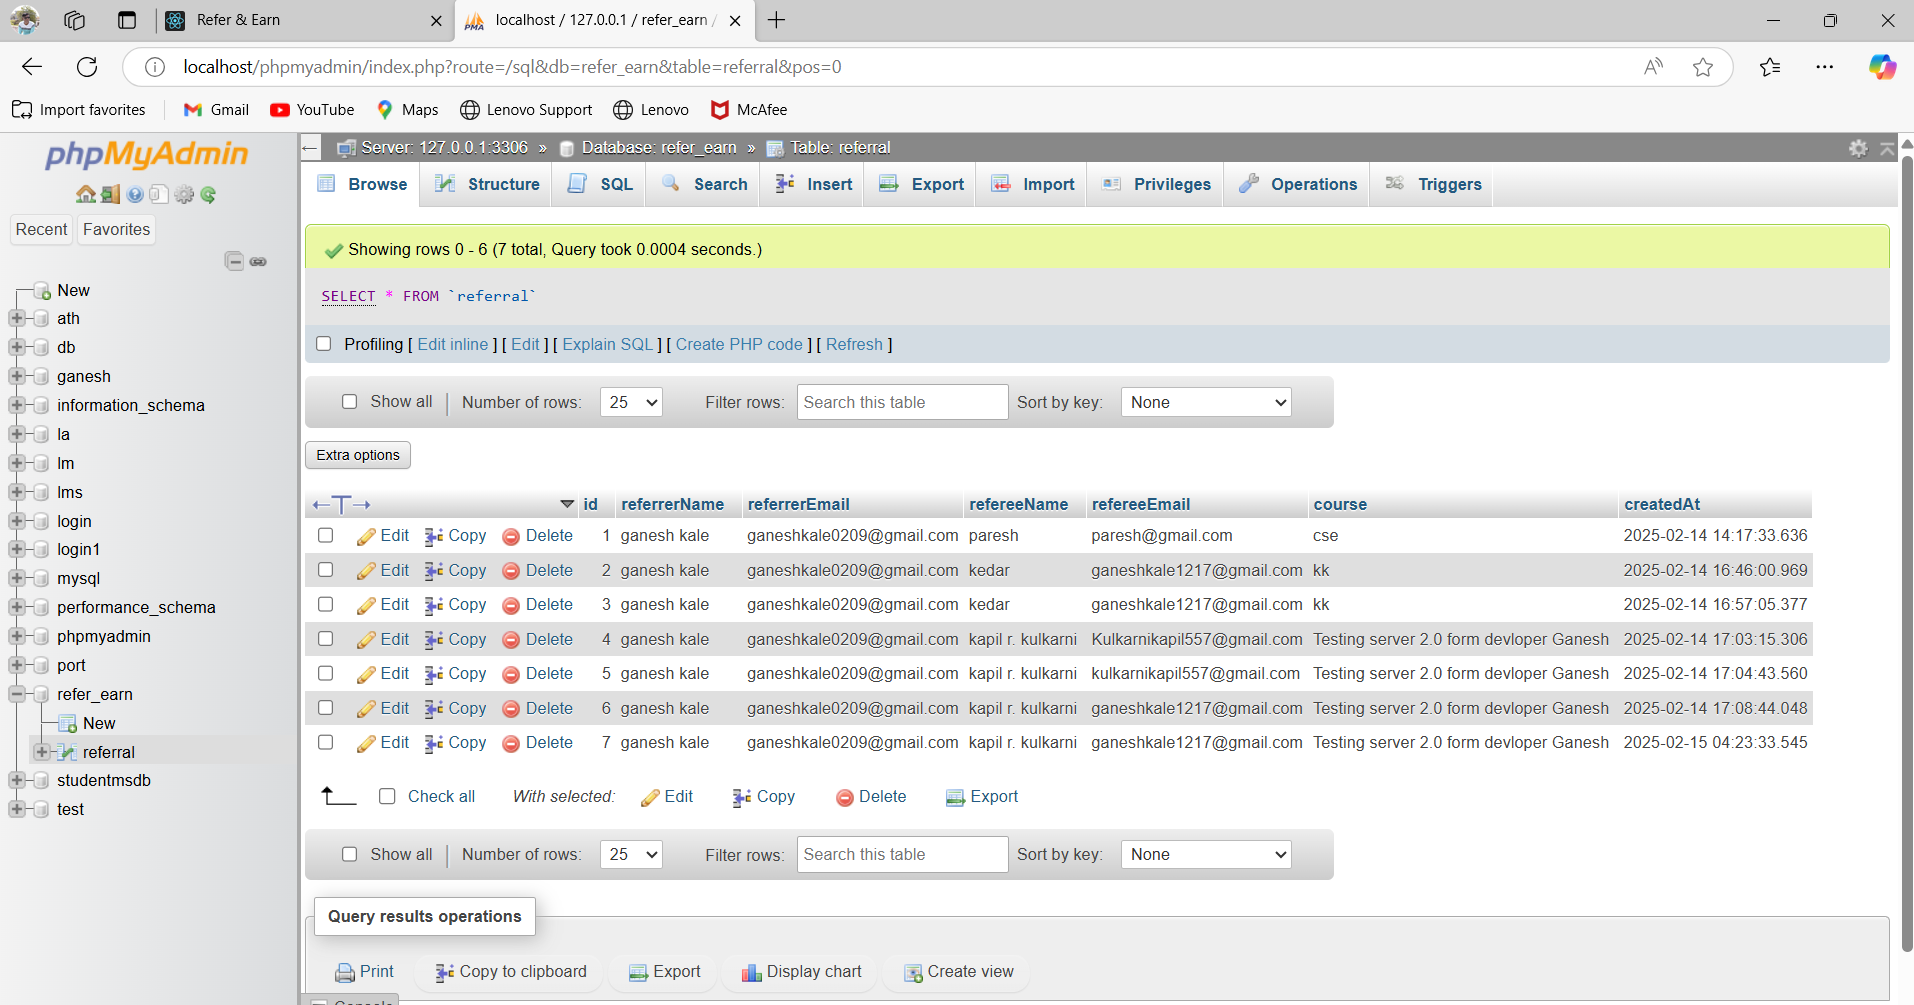 Refer & Earn
localhost / 127.0.0.1 / refer_earn /
localhost/phpmyadmin/index.php?route=/sql&db=refer_earn&table=referral&pos=0
Import favorites Gmail YouTube Maps Lenovo Support Lenovo McAfee
phpMyAdmin
Recent Favorites
New
ath
db
ganesh
information_schema
la
lm
lms
login
login1
mysql
performance_schema
phpmyadmin
port
refer_earn
New
referral
studentmsdb
test
Server: 127.0.0.1:3306 » Database: refer_earn » Table: referral
Browse Structure SQL Search Insert Export Import Privileges Operations Triggers
Showing rows 0 - 6 (7 total, Query took 0.0004 seconds.)
SELECT * FROM `referral`
Profiling [ Edit inline ] [ Edit ] [ Explain SQL ] [ Create PHP code ] [ Refresh ]
Show all Number of rows: 25 Filter rows: Search this table Sort by key: None
Extra options
id referrerName referrerEmail refereeName refereeEmail course createdAt
Edit Copy Delete 1 ganesh kale ganeshkale0209@gmail.com paresh paresh@gmail.com cse 2025-02-14 14:17:33.636
Edit Copy Delete 2 ganesh kale ganeshkale0209@gmail.com kedar ganeshkale1217@gmail.com kk 2025-02-14 16:46:00.969
Edit Copy Delete 3 ganesh kale ganeshkale0209@gmail.com kedar ganeshkale1217@gmail.com kk 2025-02-14 16:57:05.377
Edit Copy Delete 4 ganesh kale ganeshkale0209@gmail.com kapil r. kulkarni Kulkarnikapil557@gmail.com Testing server 2.0 form devloper Ganesh 2025-02-14 17:03:15.306
Edit Copy Delete 5 ganesh kale ganeshkale0209@gmail.com kapil r. kulkarni kulkarnikapil557@gmail.com Testing server 2.0 form devloper Ganesh 2025-02-14 17:04:43.560
Edit Copy Delete 6 ganesh kale ganeshkale0209@gmail.com kapil r. kulkarni ganeshkale1217@gmail.com Testing server 2.0 form devloper Ganesh 2025-02-14 17:08:44.048
Edit Copy Delete 7 ganesh kale ganeshkale0209@gmail.com kapil r. kulkarni ganeshkale1217@gmail.com Testing server 2.0 form devloper Ganesh 2025-02-15 04:23:33.545
Check all With selected: Edit Copy Delete Export
Show all Number of rows: 25 Filter rows: Search this table Sort by key: None
Query results operations
Print Copy to clipboard Export Display chart Create view
Console